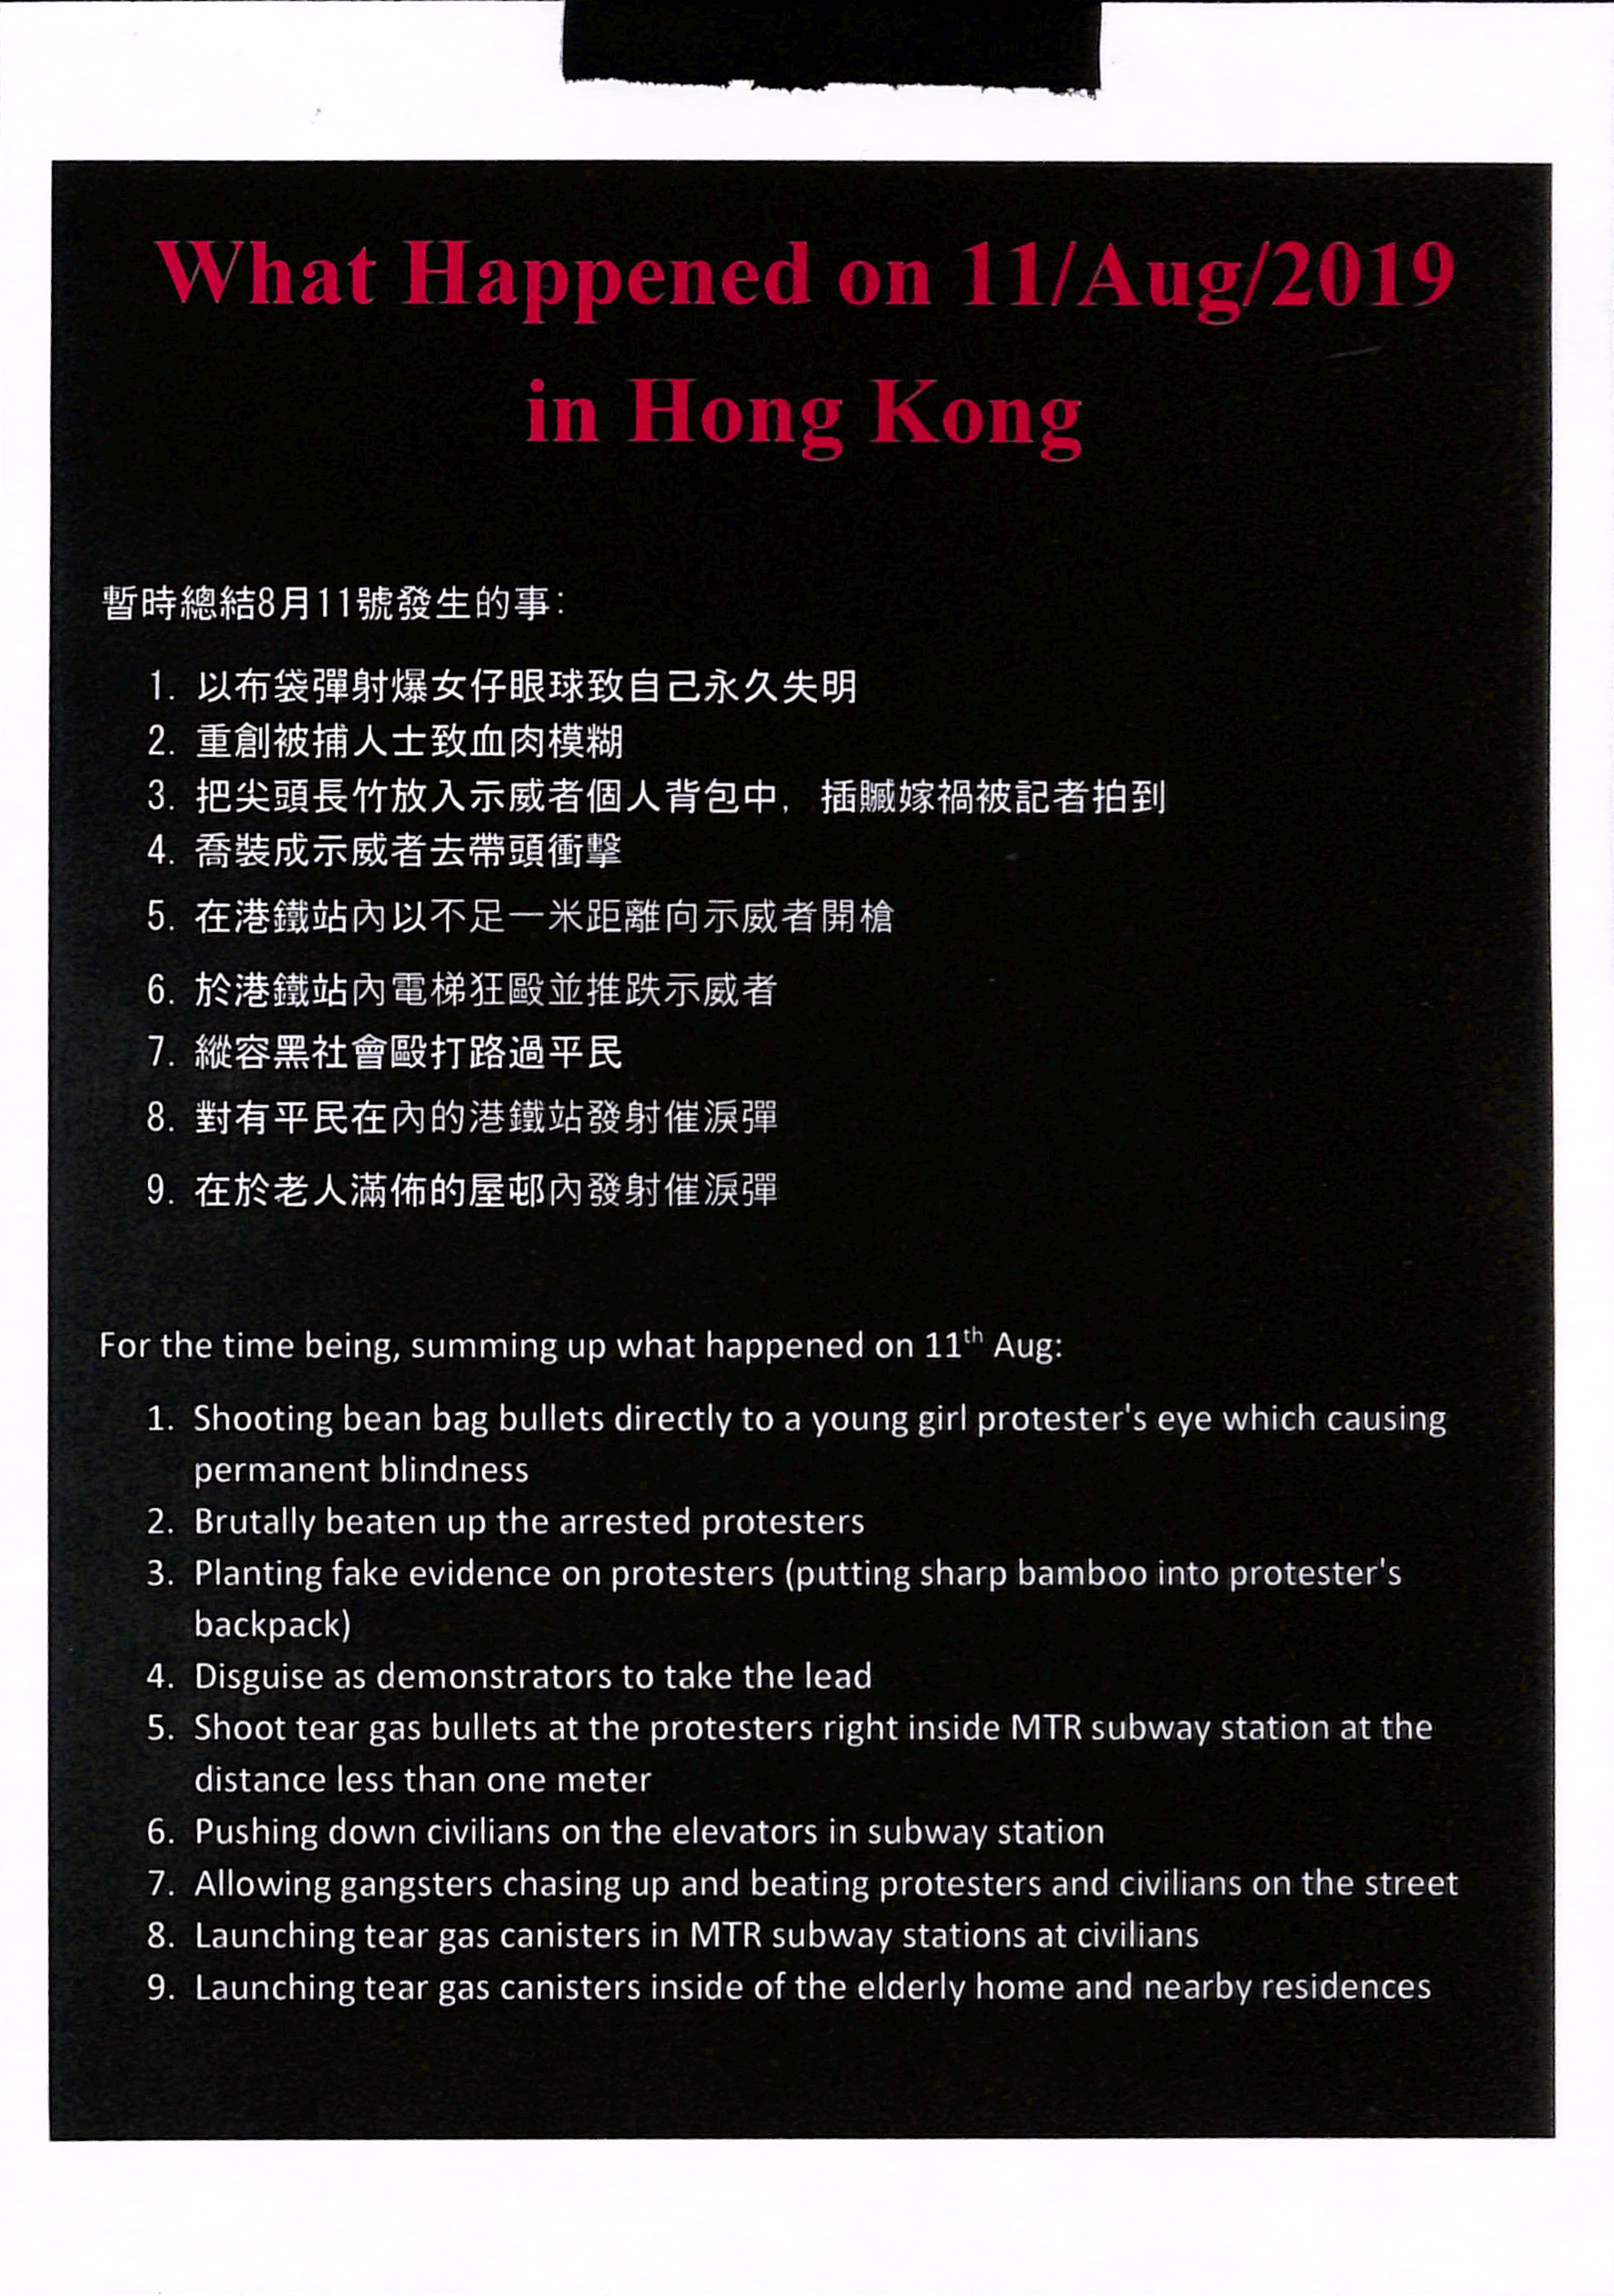 What Happened on 11/Aug/2019
in Hong Kong
暫時總結8月11號發生的事：
1. 以布袋彈射爆女仔眼球致自己永久失明
2. 重創被捕人士致血肉模糊
3. 把尖頭長竹放入示威者個人背包中，插贓嫁禍被記者拍到
4. 喬裝成示威者去帶頭衝擊
5. 在港鐵站內以不足一米距離向示威者開槍
6. 於港鐵站內電梯狂毆並推跌示威者
7. 縱容黑社會毆打路過平民
8. 對有平民在內的港鐵站發射催淚彈
9. 在於老人滿佈的屋邨內發射催淚彈
For the time being, summing up what happened on 11th Aug:
1. Shooting bean bag bullets directly to a young girl protester's eye which causing
permanent blindness
2. Brutally beaten up the arrested protesters
3. Planting fake evidence on protesters (putting sharp bamboo into protester's
backpack)
4. Disguise as demonstrators to take the lead
5. Shoot tear gas bullets at the protesters right inside MTR subway station at the
distance less than one meter
6. Pushing down civilians on the elevators in subway station
7. Allowing gangsters chasing up and beating protesters and civilians on the street
8. Launching tear gas canisters in MTR subway stations at civilians
9. Launching tear gas canisters inside of the elderly home and nearby residences